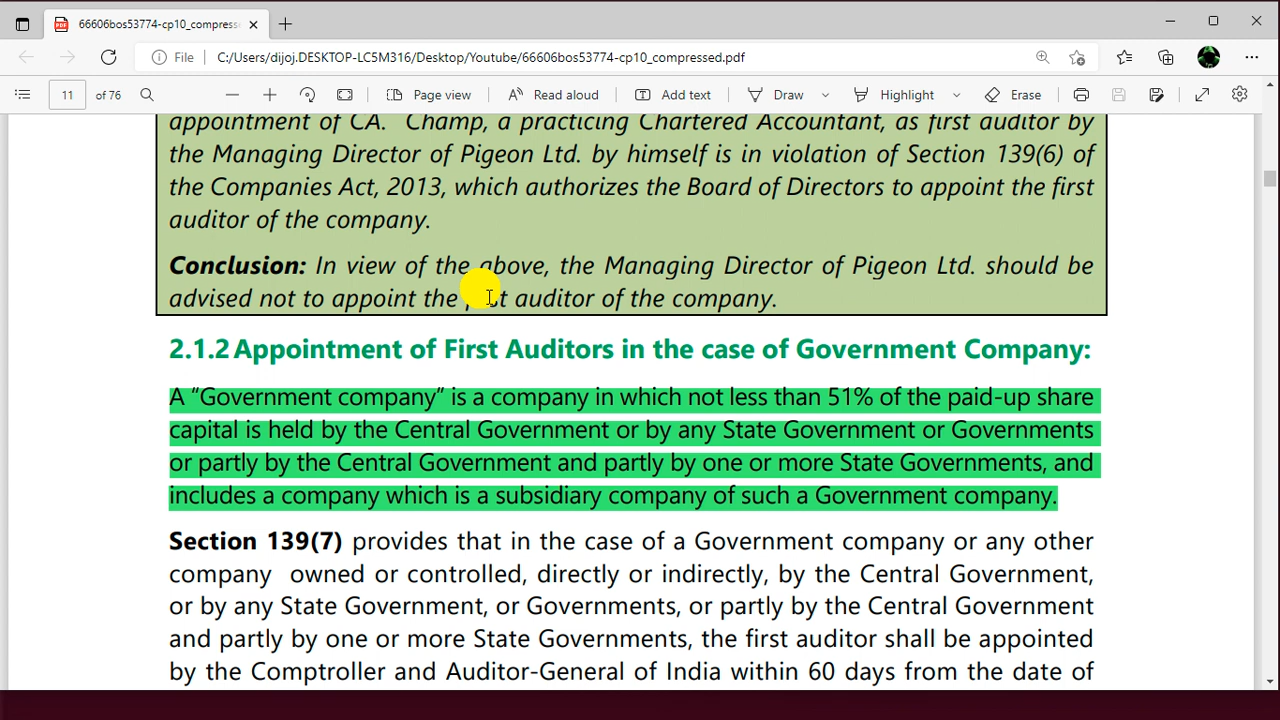 66606bos53774-cp10_compress
File C:/Users/dijoj.DESKTOP-LC5M316/Desktop/Youtube/66606bos53774-cp10_compressed.pdf
11 of 76 Page view Read aloud Add text Draw Highlight Erase
appointment of CA. Champ, a practicing Chartered Accountant, as first auditor by
the Managing Director of Pigeon Ltd. by himself is in violation of Section 139(6) of
the Companies Act, 2013, which authorizes the Board of Directors to appoint the first
auditor of the company.
Conclusion: In view of the above, the Managing Director of Pigeon Ltd. should be
advised not to appoint the first auditor of the company.
2.1.2 Appointment of First Auditors in the case of Government Company:
A “Government company” is a company in which not less than 51% of the paid-up share
capital is held by the Central Government or by any State Government or Governments
or partly by the Central Government and partly by one or more State Governments, and
includes a company which is a subsidiary company of such a Government company.
Section 139(7) provides that in the case of a Government company or any other
company owned or controlled, directly or indirectly, by the Central Government,
or by any State Government, or Governments, or partly by the Central Government
and partly by one or more State Governments, the first auditor shall be appointed
by the Comptroller and Auditor-General of India within 60 days from the date of